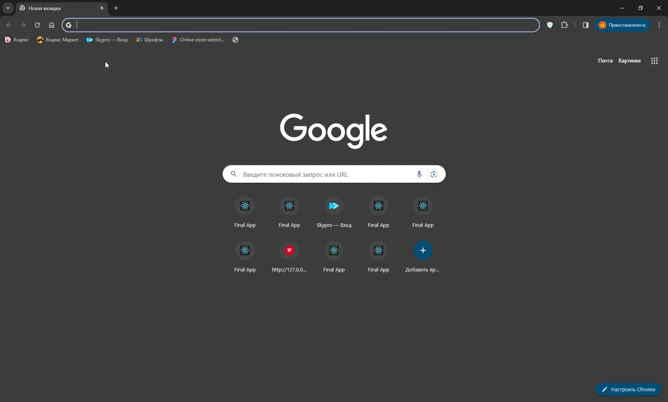 Новая вкладка
Приостановлена
Яндекс
Яндекс Маркет
Skypro — Вход
Шрифты
Online store websit...
Почта
Картинки
Google
Введите поисковый запрос или URL
Final App
Final App
Skypro — Вход
Final App
Final App
Final App
http://127.0.0...
Final App
Final App
Добавить яр...
Настроить Chrome